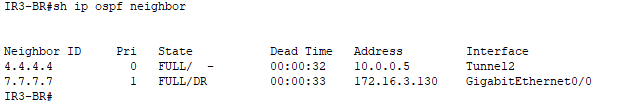 IR3-BR#sh ip ospf neighbor
Neighbor ID     Pri   State           Dead Time   Address         Interface
4.4.4.4           0   FULL/  -        00:00:32    10.0.0.5        Tunnel2
7.7.7.7           1   FULL/DR         00:00:33    172.16.3.130    GigabitEthernet0/0
IR3-BR#